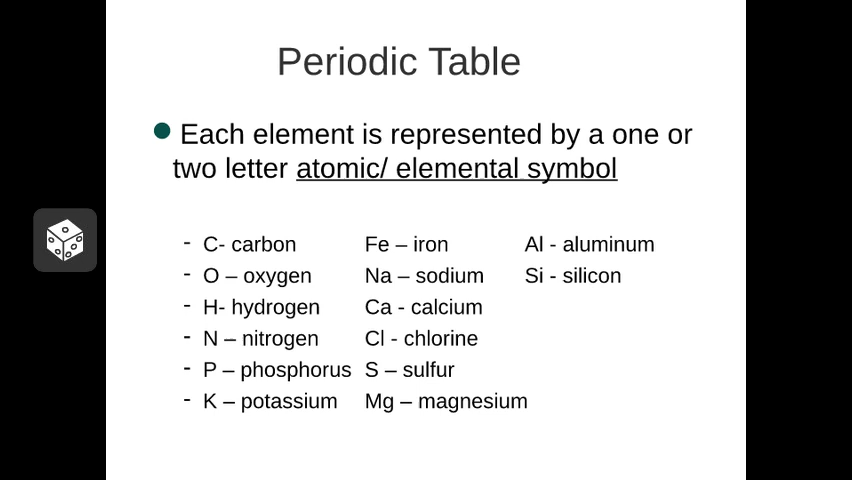 Periodic Table
Each element is represented by a one or
two letter atomic/ elemental symbol
- C- carbon Fe – iron Al - aluminum
- O – oxygen Na – sodium Si - silicon
- H- hydrogen Ca - calcium
- N – nitrogen Cl - chlorine
- P – phosphorus S – sulfur
- K – potassium Mg – magnesium